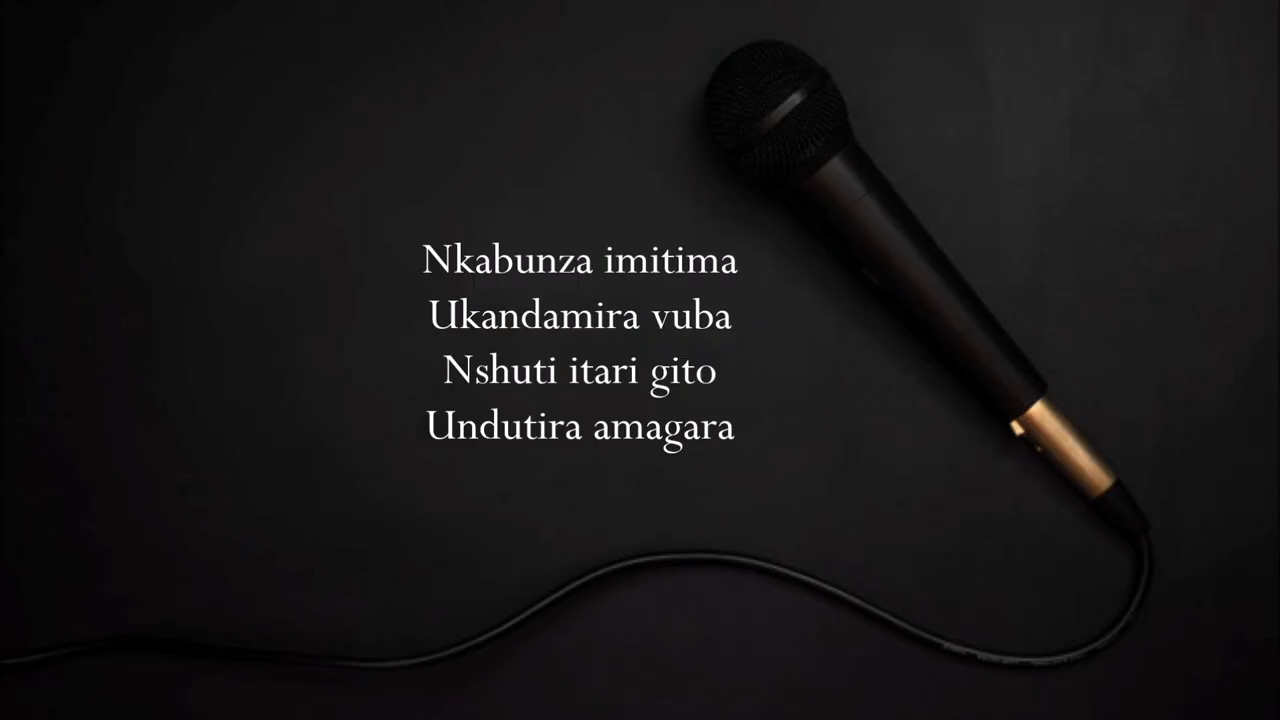 Nkabunza imitima
Ukandamira vuba
Nshuti itari gito
Undutira amagara